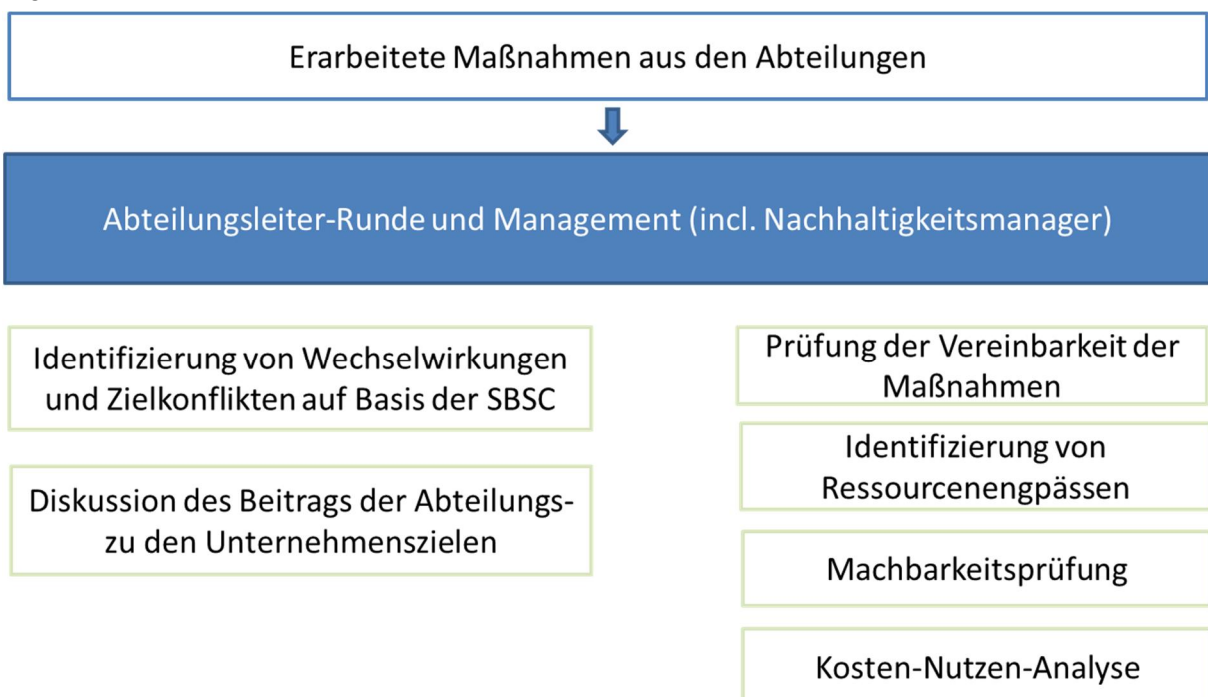 Erarbeitete Maßnahmen aus den Abteilungen
Abteilungsleiter-Runde und Management (incl. Nachhaltigkeitsmanager)
Identifizierung von Wechselwirkungen
und Zielkonflikten auf Basis der SBSC
Diskussion des Beitrags der Abteilungs-
zu den Unternehmenszielen
Prüfung der Vereinbarkeit der
Maßnahmen
Identifizierung von
Ressourcenengpässen
Machbarkeitsprüfung
Kosten-Nutzen-Analyse